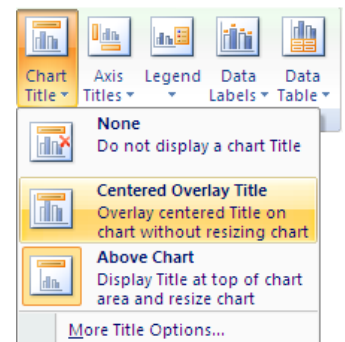 Chart Axis Legend Data Data
Title Titles Labels Table
None
Do not display a chart Title
Centered Overlay Title
Overlay centered Title on
chart without resizing chart
Above Chart
Display Title at top of chart
area and resize chart
More Title Options...